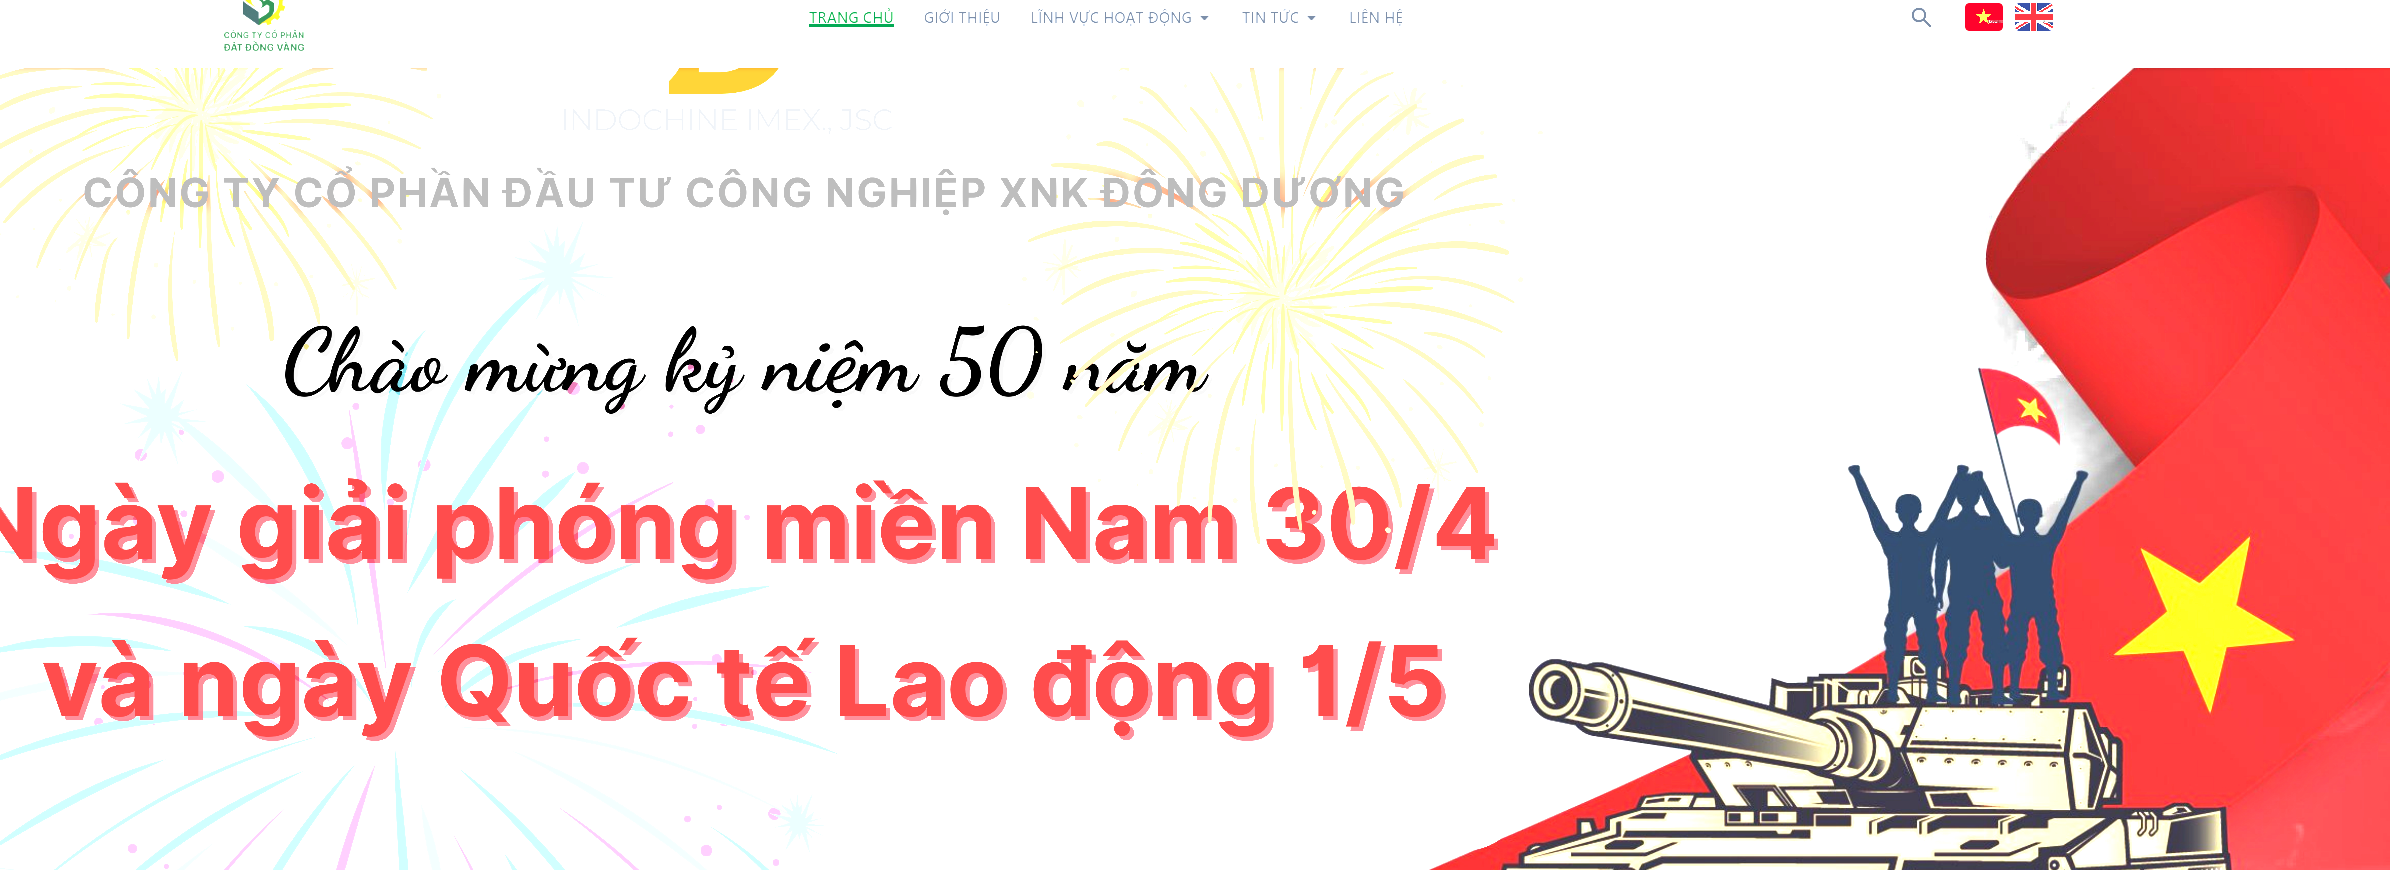 CÔNG TY CỔ PHẦN
ĐẤT ĐỒNG VÀNG
TRANG CHỦ GIỚI THIỆU LĨNH VỰC HOẠT ĐỘNG TIN TỨC LIÊN HỆ
INDOCHINE IMEX., JSC
CÔNG TY CỔ PHẦN ĐẦU TƯ CÔNG NGHIỆP XNK ĐÔNG DƯƠNG
Chào mừng kỷ niệm 50 năm
Ngày giải phóng miền Nam 30/4
và ngày Quốc tế Lao động 1/5